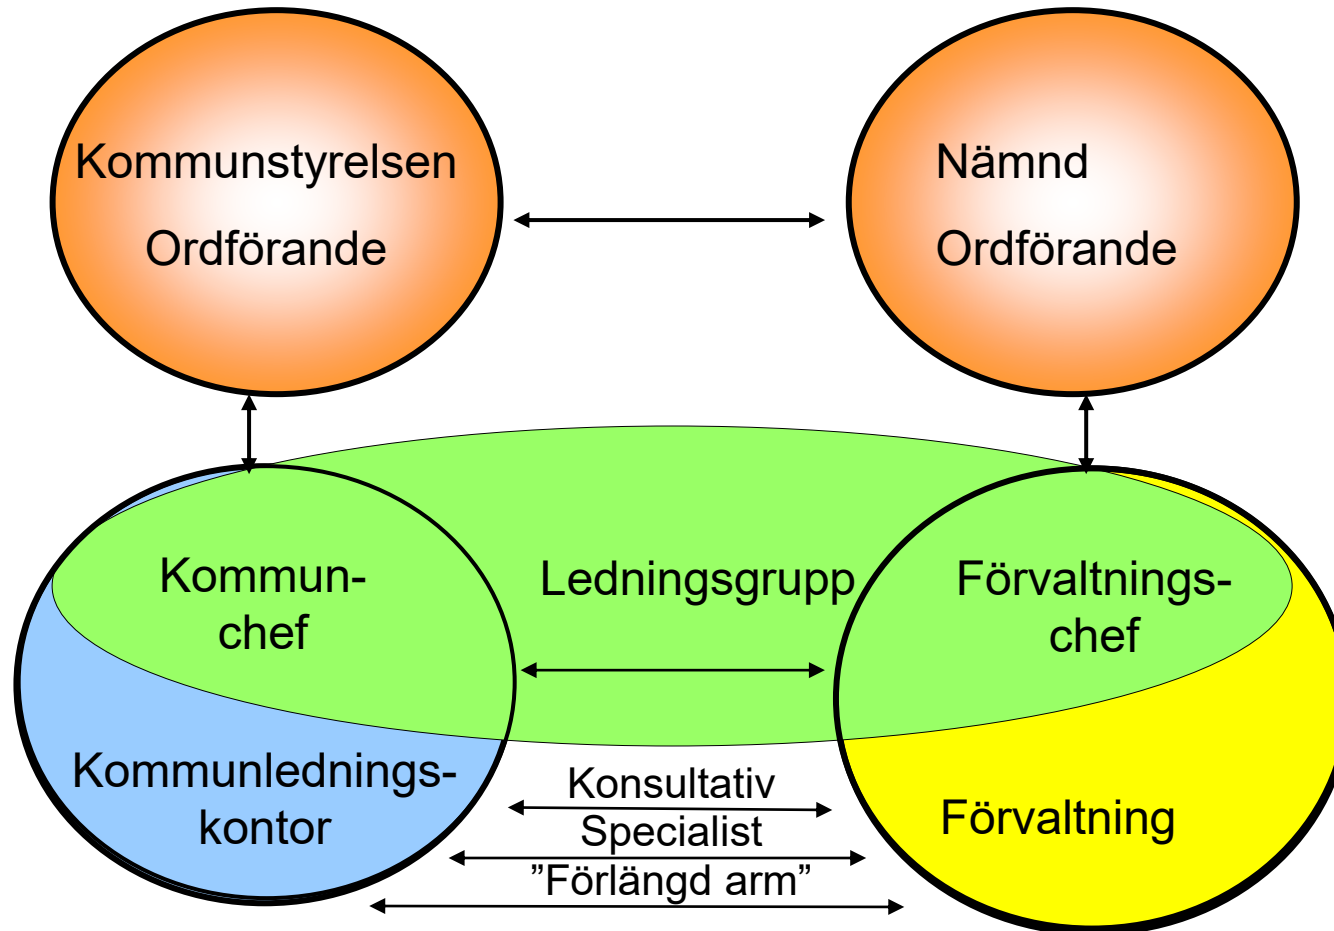 Kommunstyrelsen
Ordförande
Nämnd
Ordförande
Kommun-
chef
Ledningsgrupp
Förvaltnings-
chef
Kommunlednings-
kontor
Konsultativ
Specialist
”Förlängd arm”
Förvaltning